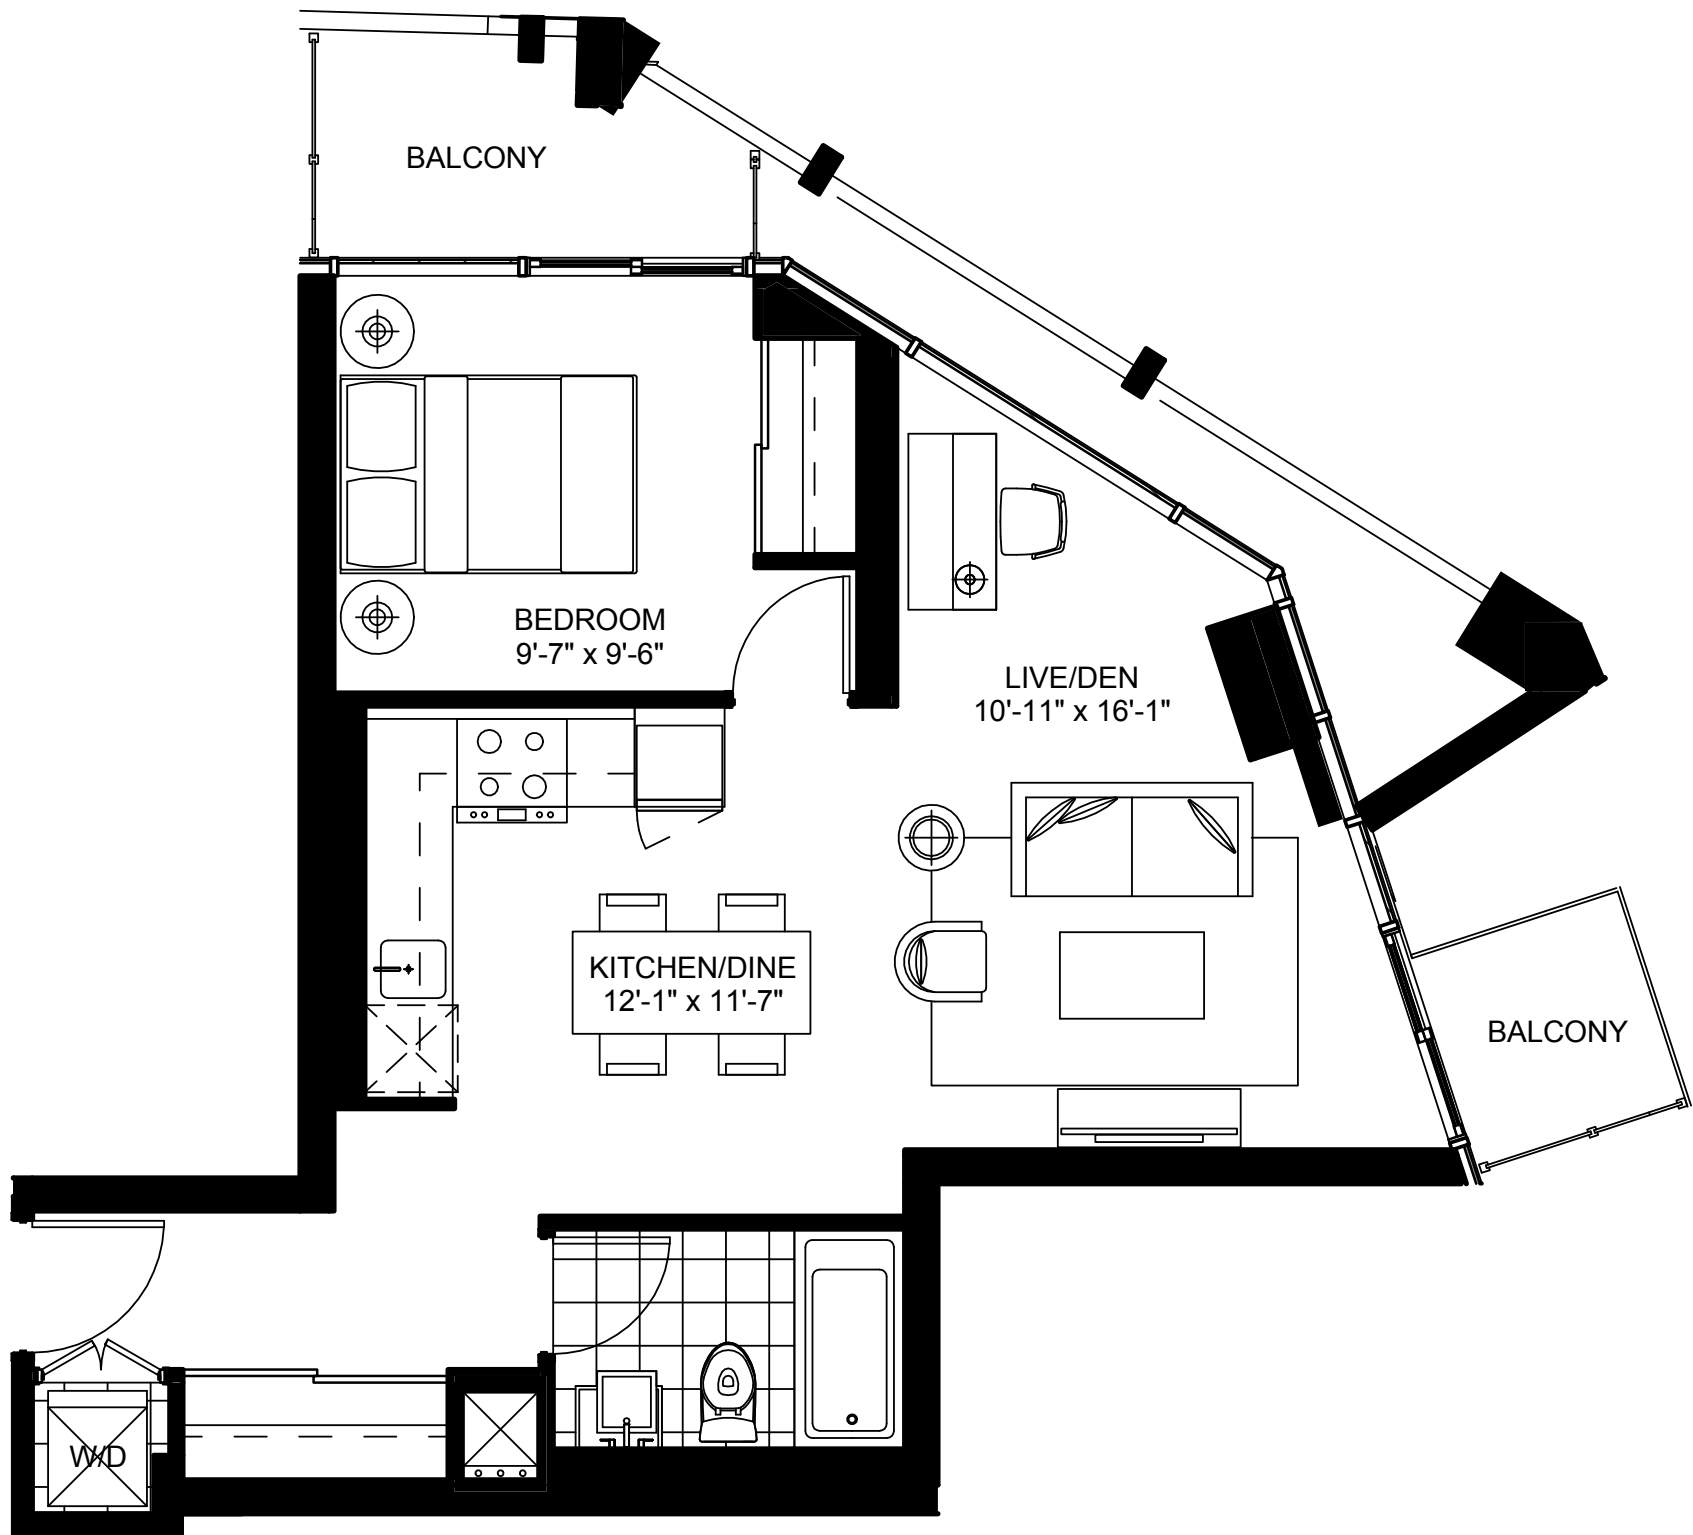 BALCONY
BEDROOM
9'-7" x 9'-6"
LIVE/DEN
10'-11" x 16'-1"
KITCHEN/DINE
12'-1" x 11'-7"
BALCONY
W/D